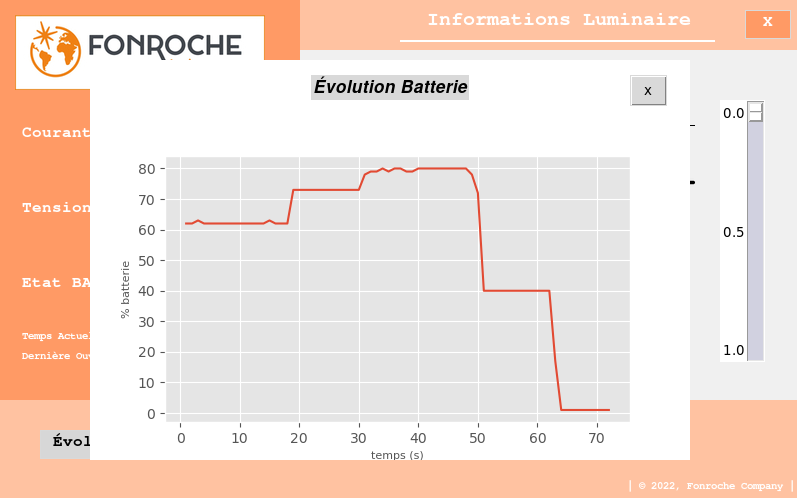 FONROCHE
Informations Luminaire
x
Évolution Batterie
x
Courant
Tension
Etat BA
Temps Actuel
Dernière Ouv
Évol
80
70
60
50
40
30
20
10
0
% batterie
0 10 20 30 40 50 60 70
temps (s)
0.0
0.5
1.0
| © 2022, Fonroche Company |